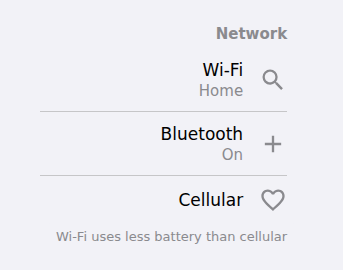 Network
Wi-Fi
Home
Bluetooth
On
Cellular
Wi-Fi uses less battery than cellular